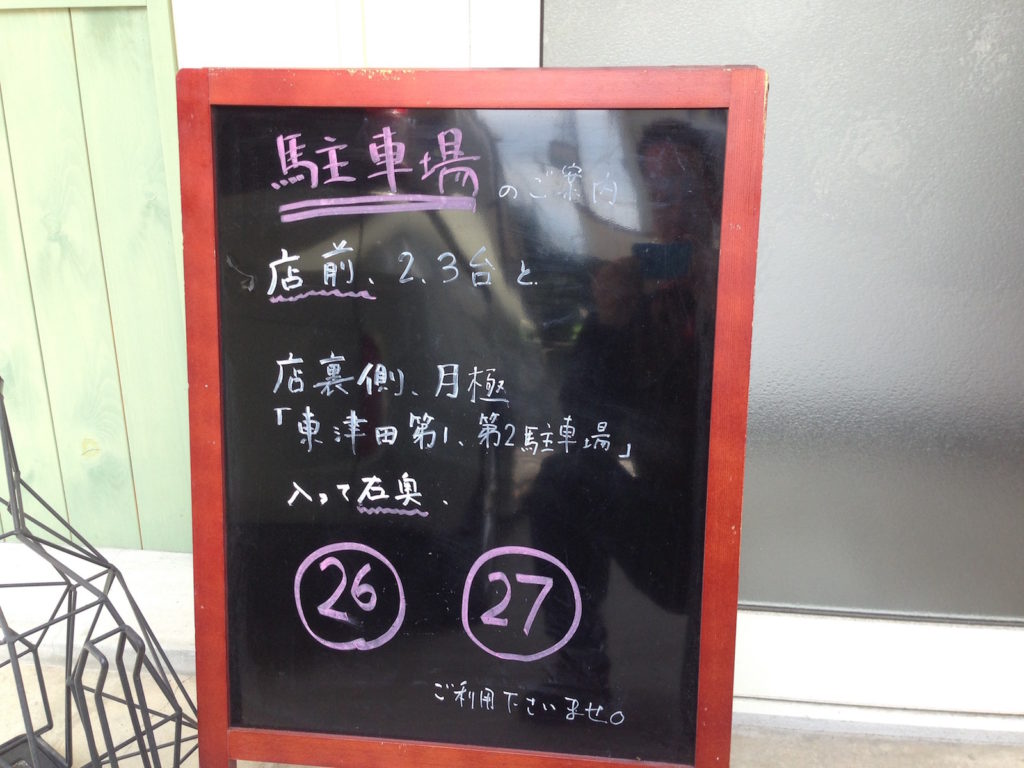 駐車場のご案内
店前、2、3台と、
店裏側、月極
「東津田第1、第2駐車場」
入って右奥、
26 27
ご利用下さいませ。